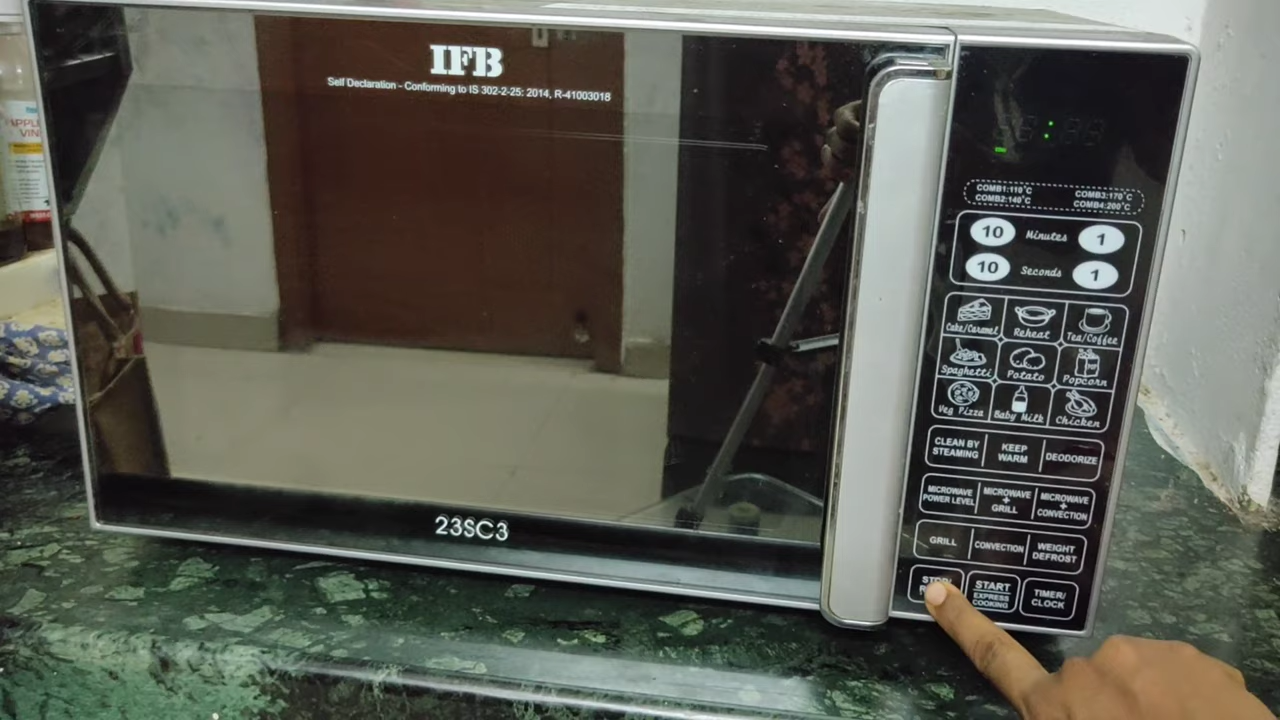 IFB
Self Declaration - Conforming to IS 302-2-25: 2014, R-41003018
APPL
VIN
COMB1:110°C COMB3:170°C
COMB2:140°C COMB4:200°C
10 Minutes 1
10 Seconds 1
Cake/Caramel Reheat Tea/Coffee
Spaghetti Potato Popcorn
Veg Pizza Baby Milk Chicken
CLEAN BY STEAMING KEEP WARM DEODORIZE
MICROWAVE POWER LEVEL MICROWAVE + GRILL MICROWAVE + CONVECTION
GRILL CONVECTION WEIGHT DEFROST
START EXPRESS COOKING TIMER/ CLOCK
23SC3